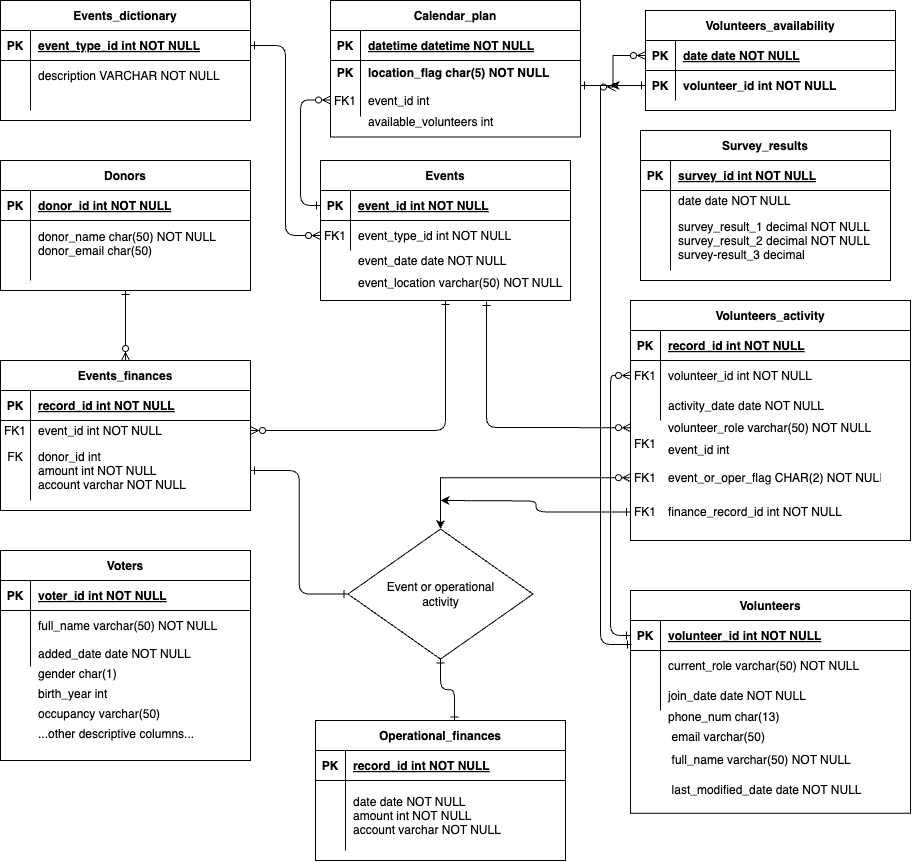 Events_dictionary
PK event_type_id int NOT NULL
description VARCHAR NOT NULL
Calendar_plan
PK datetime datetime NOT NULL
PK location_flag char(5) NOT NULL
FK1 event_id int
available_volunteers int
Volunteers_availability
PK date date NOT NULL
PK volunteer_id int NOT NULL
Survey_results
PK survey_id int NOT NULL
date date NOT NULL
survey_result_1 decimal NOT NULL
survey_result_2 decimal NOT NULL
survey-result_3 decimal
Donors
PK donor_id int NOT NULL
donor_name char(50) NOT NULL
donor_email char(50)
Events
PK event_id int NOT NULL
FK1 event_type_id int NOT NULL
event_date date NOT NULL
event_location varchar(50) NOT NULL
Volunteers_activity
PK record_id int NOT NULL
FK1 volunteer_id int NOT NULL
activity_date date NOT NULL
volunteer_role varchar(50) NOT NULL
FK1 event_id int
FK1 event_or_oper_flag CHAR(2) NOT NULL
FK1 finance_record_id int NOT NULL
Events_finances
PK record_id int NOT NULL
FK1 event_id int NOT NULL
FK donor_id int
amount int NOT NULL
account varchar NOT NULL
Event or operational
activity
Voters
PK voter_id int NOT NULL
full_name varchar(50) NOT NULL
added_date date NOT NULL
gender char(1)
birth_year int
occupancy varchar(50)
...other descriptive columns...
Volunteers
PK volunteer_id int NOT NULL
current_role varchar(50) NOT NULL
join_date date NOT NULL
phone_num char(13)
email varchar(50)
full_name varchar(50) NOT NULL
last_modified_date date NOT NULL
Operational_finances
PK record_id int NOT NULL
date date NOT NULL
amount int NOT NULL
account varchar NOT NULL